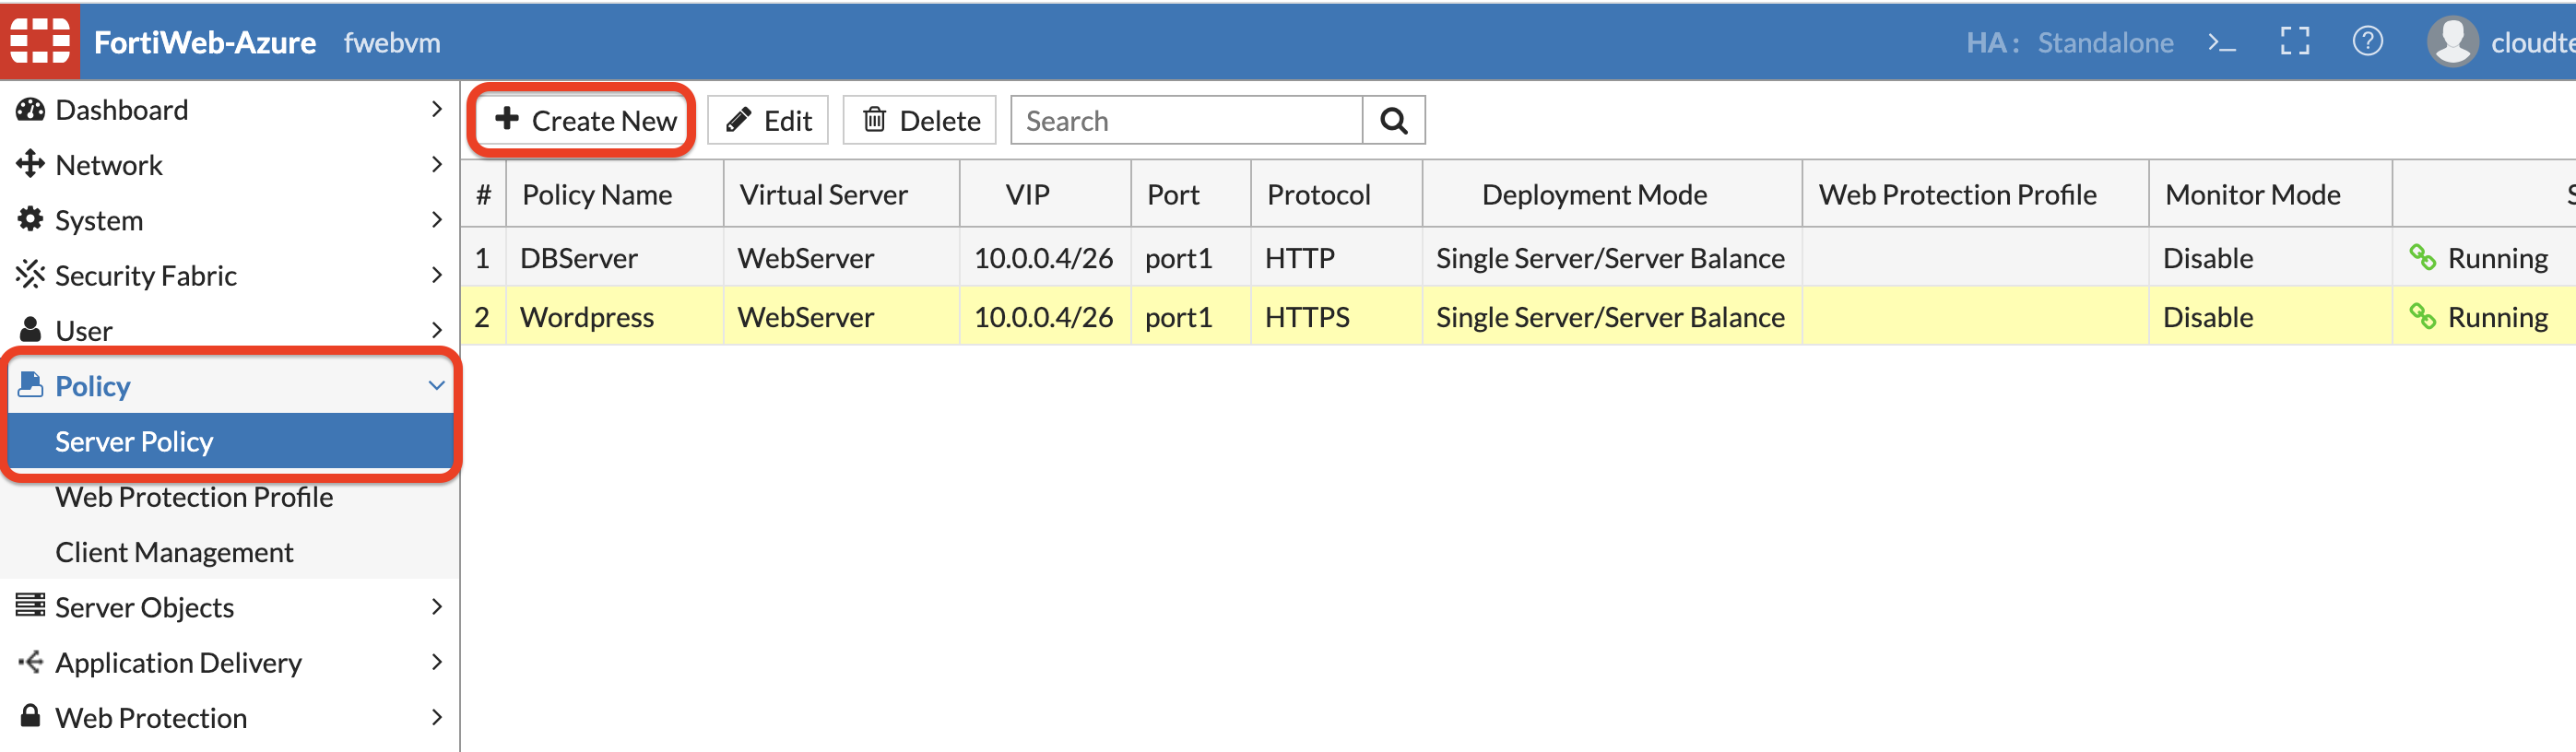 FortiWeb-Azure fwebvm HA: Standalone >_ ?
Dashboard
Network
System
Security Fabric
User
Policy
Server Policy
Web Protection Profile
Client Management
Server Objects
Application Delivery
Web Protection
+ Create New Edit Delete Search
# Policy Name Virtual Server VIP Port Protocol Deployment Mode Web Protection Profile Monitor Mode
1 DBServer WebServer 10.0.0.4/26 port1 HTTP Single Server/Server Balance Disable Running
2 Wordpress WebServer 10.0.0.4/26 port1 HTTPS Single Server/Server Balance Disable Running